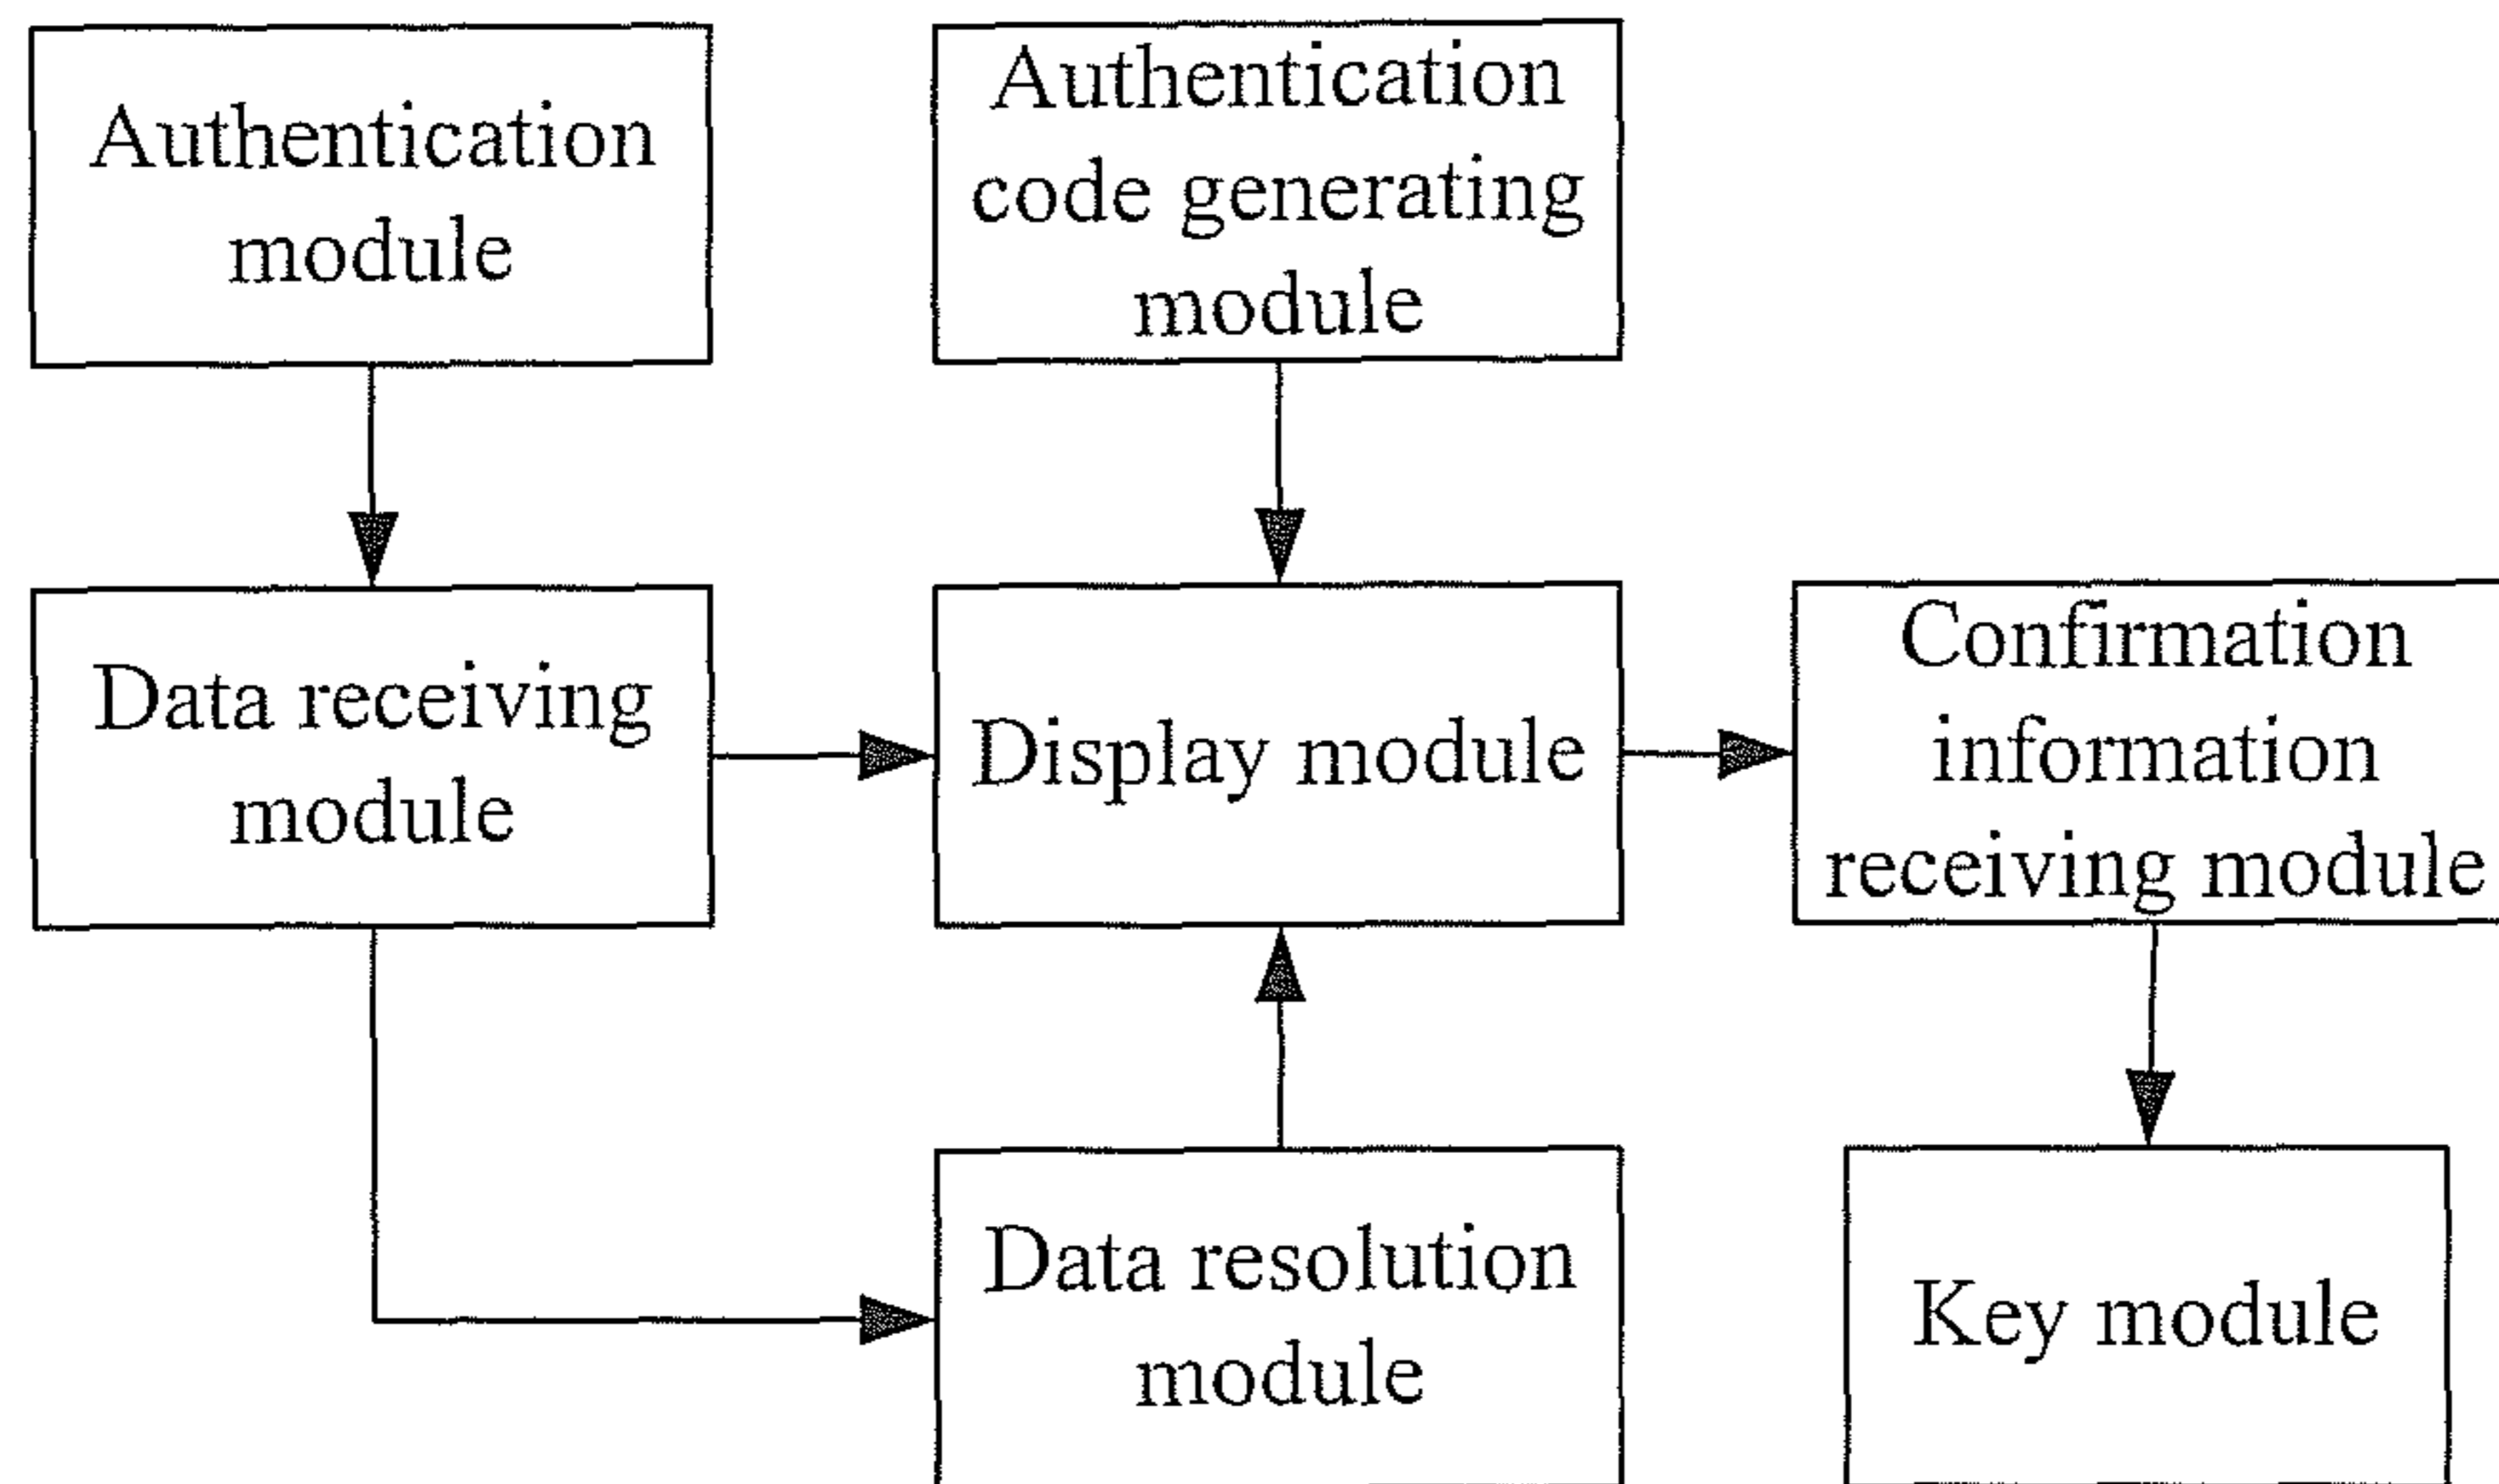 Authentication
module
Authentication
code generating
module
Data receiving
module
Display module
Confirmation
information
receiving module
Data resolution
module
Key module